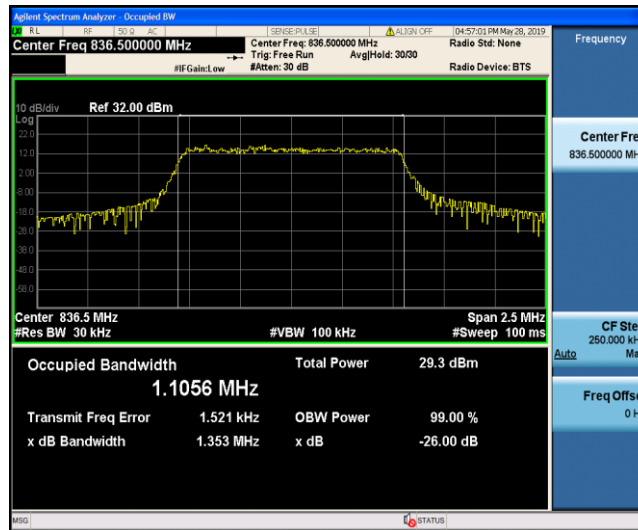 Agilent Spectrum Analyzer - Occupied BW
RL RF 50 Ω AC SENSE:PULSE ALIGN OFF 04:57:01 PM May 28, 2019
Center Freq 836.500000 MHz
Center Freq: 836.500000 MHz
Radio Std: None
Trig: Free Run Avg|Hold: 30/30
#IFGain:Low
#Atten: 30 dB
Radio Device: BTS
Frequency
10 dB/div Ref 32.00 dBm
Log
22.0
12.0
2.00
-8.00
-18.0
-28.0
-38.0
-48.0
-58.0
Center Fre
836.500000 MH
Center 836.5 MHz Span 2.5 MHz
#Res BW 30 kHz #VBW 100 kHz #Sweep 100 ms
CF Ste
250.000 kH
Auto Ma
Occupied Bandwidth Total Power 29.3 dBm
1.1056 MHz
Freq Offse
0 H
Transmit Freq Error 1.521 kHz OBW Power 99.00 %
x dB Bandwidth 1.353 MHz x dB -26.00 dB
MSG STATUS